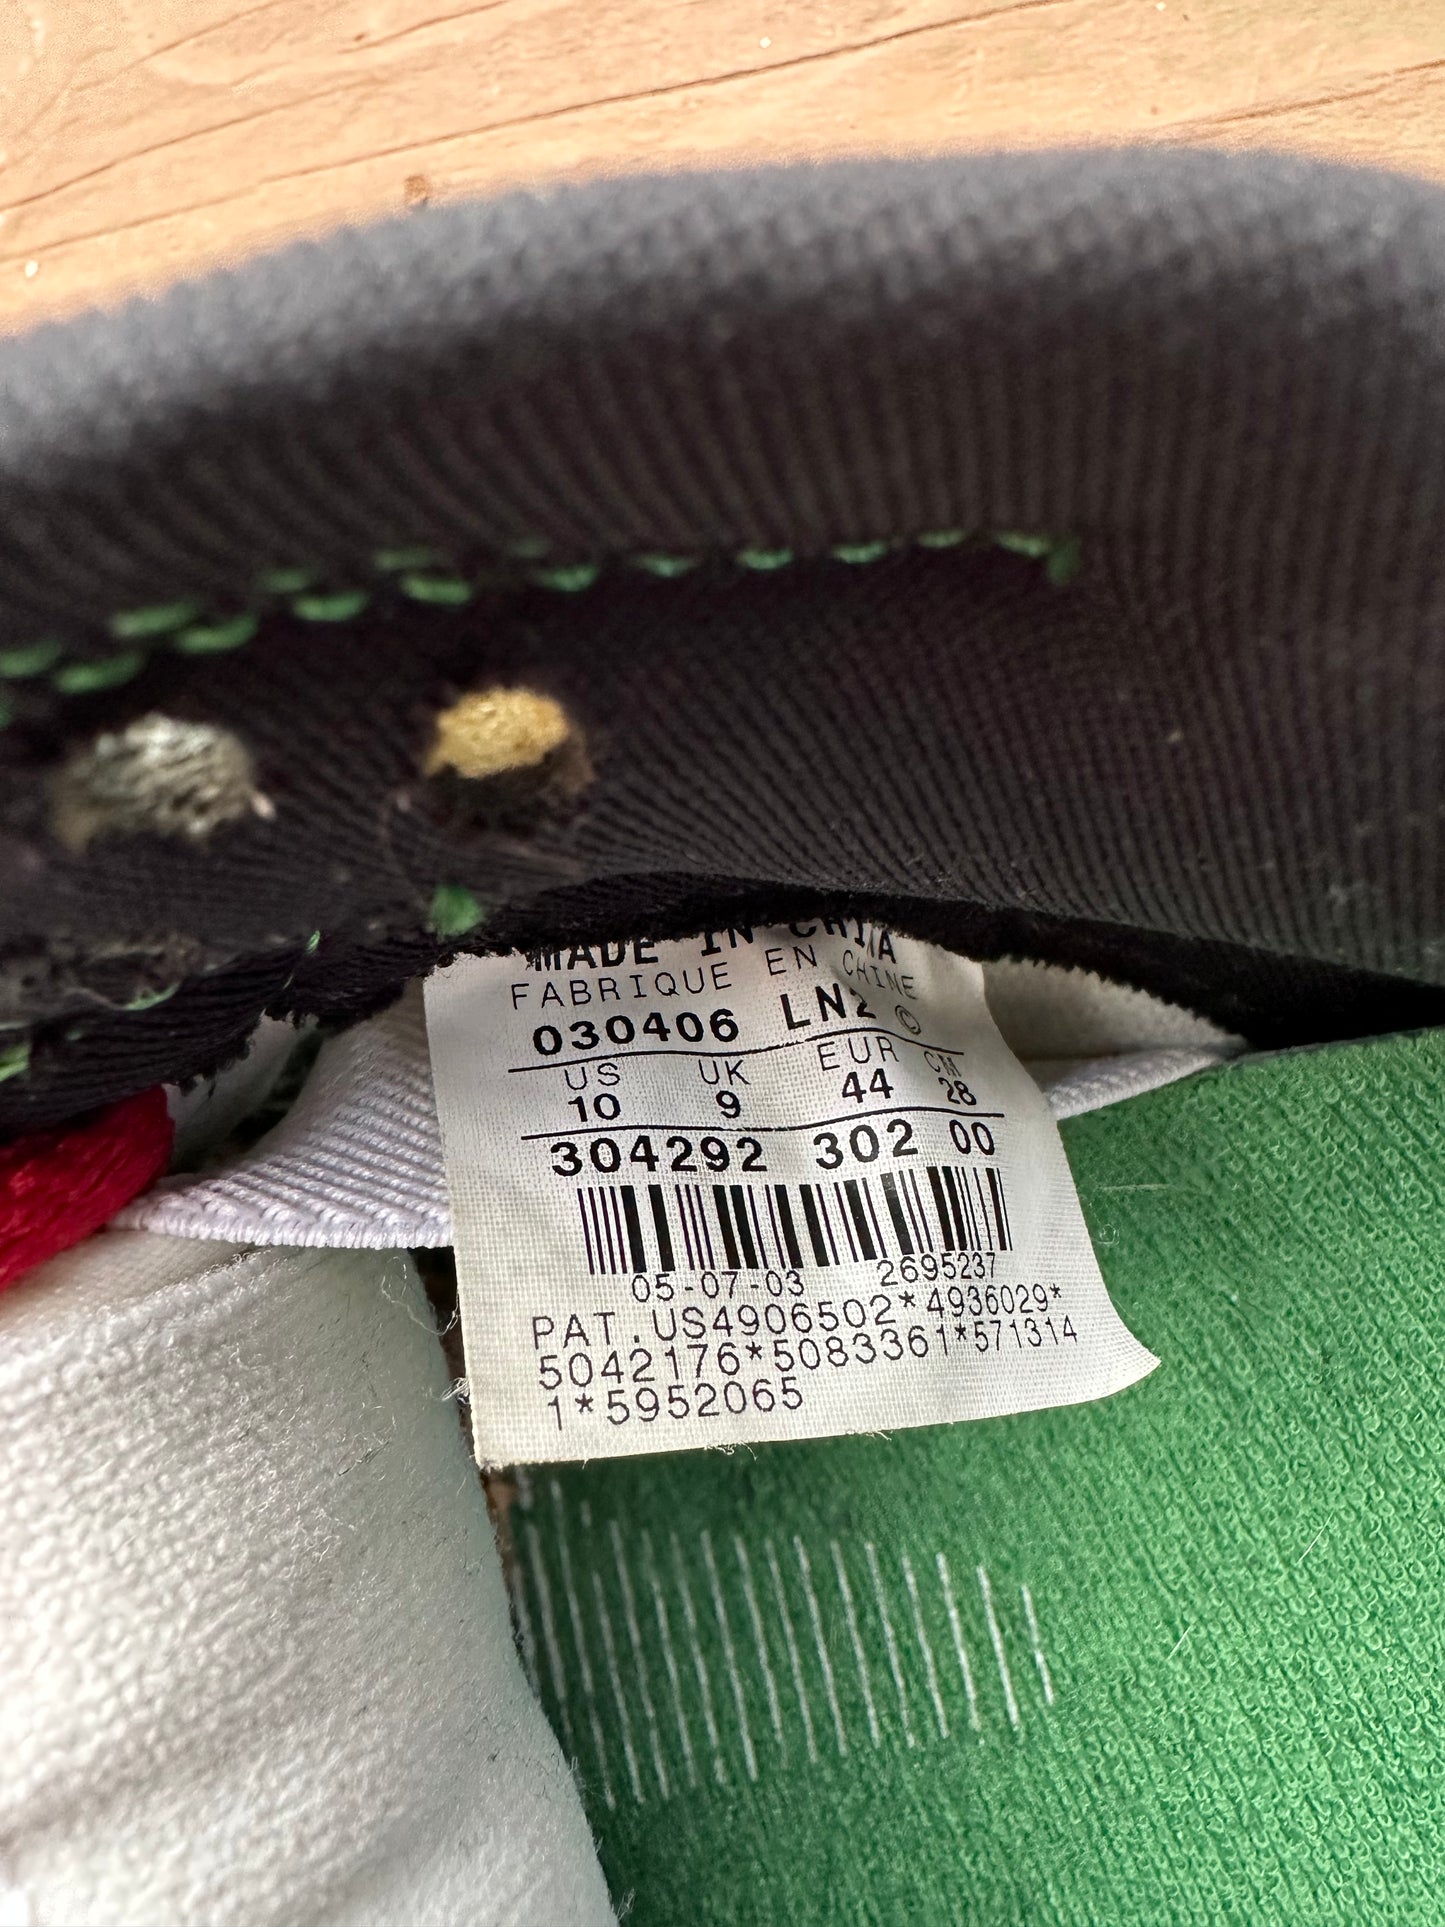 MADE IN CHINA
FABRIQUE EN CHINE
030406 LN2 ©
US UK EUR CM
10 9 44 28
304292 302 00
05-07-03 2695237
PAT.US4906502*4936029*
5042176*5083361*571314
1*5952065